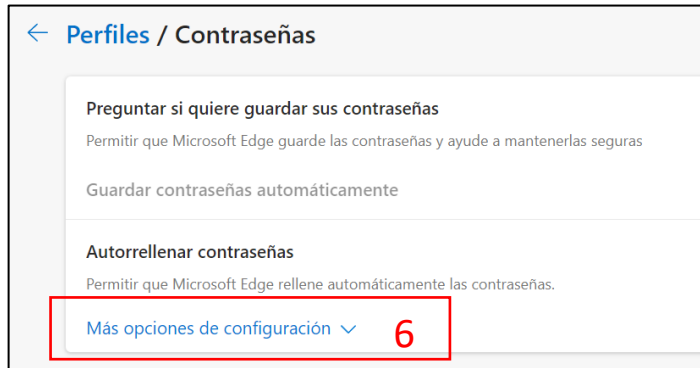 Perfiles / Contraseñas
Preguntar si quiere guardar sus contraseñas
Permitir que Microsoft Edge guarde las contraseñas y ayude a mantenerlas seguras
Guardar contraseñas automáticamente
Autorrellenar contraseñas
Permitir que Microsoft Edge rellene automáticamente las contraseñas.
Más opciones de configuración 6